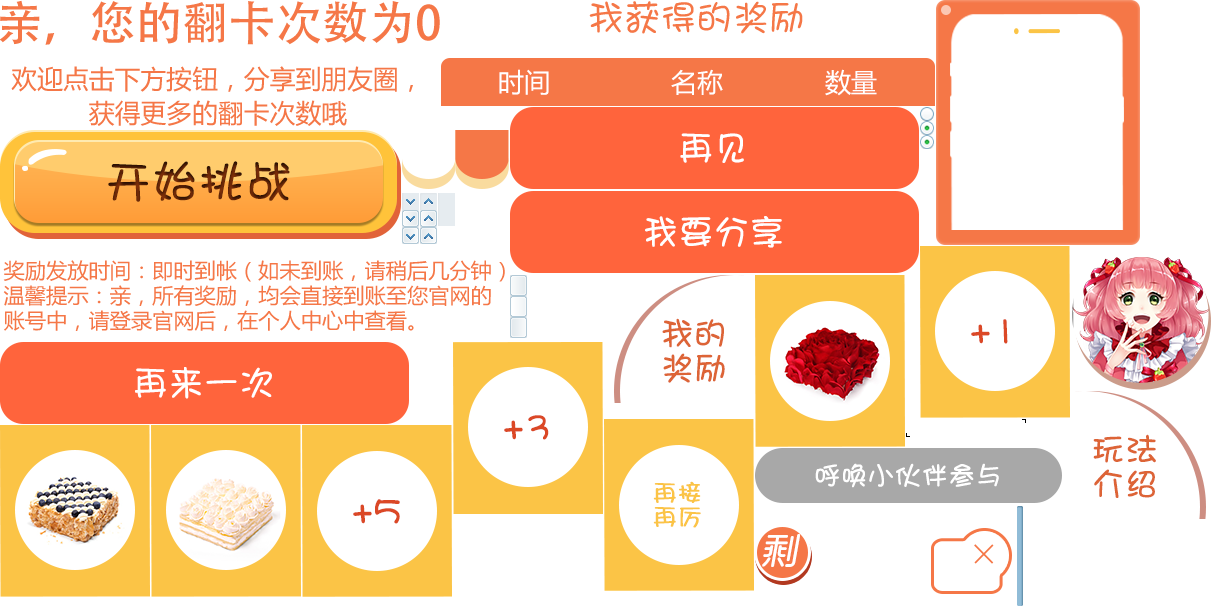 亲，您的翻卡次数为0
欢迎点击下方按钮，分享到朋友圈，
获得更多的翻卡次数哦
开始挑战
我获得的奖励
时间 名称 数量
再见
我要分享
奖励发放时间：即时到帐（如未到账，请稍后几分钟）
温馨提示：亲，所有奖励，均会直接到账至您官网的
账号中，请登录官网后，在个人中心中查看。
再来一次
我的
奖励
+1
+3
+5
再接
再厉
呼唤小伙伴参与
剩
玩法
介绍